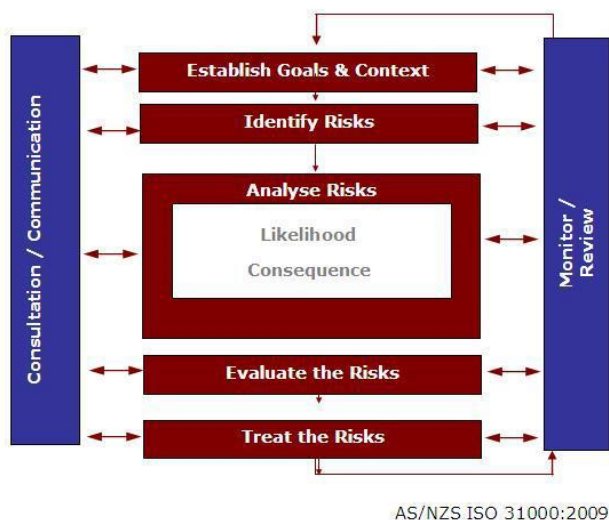 Establish Goals & Context
Identify Risks
Analyse Risks
Likelihood
Consequence
Evaluate the Risks
Treat the Risks
Consultation / Communication
Monitor /
Review
AS/NZS ISO 31000:2009